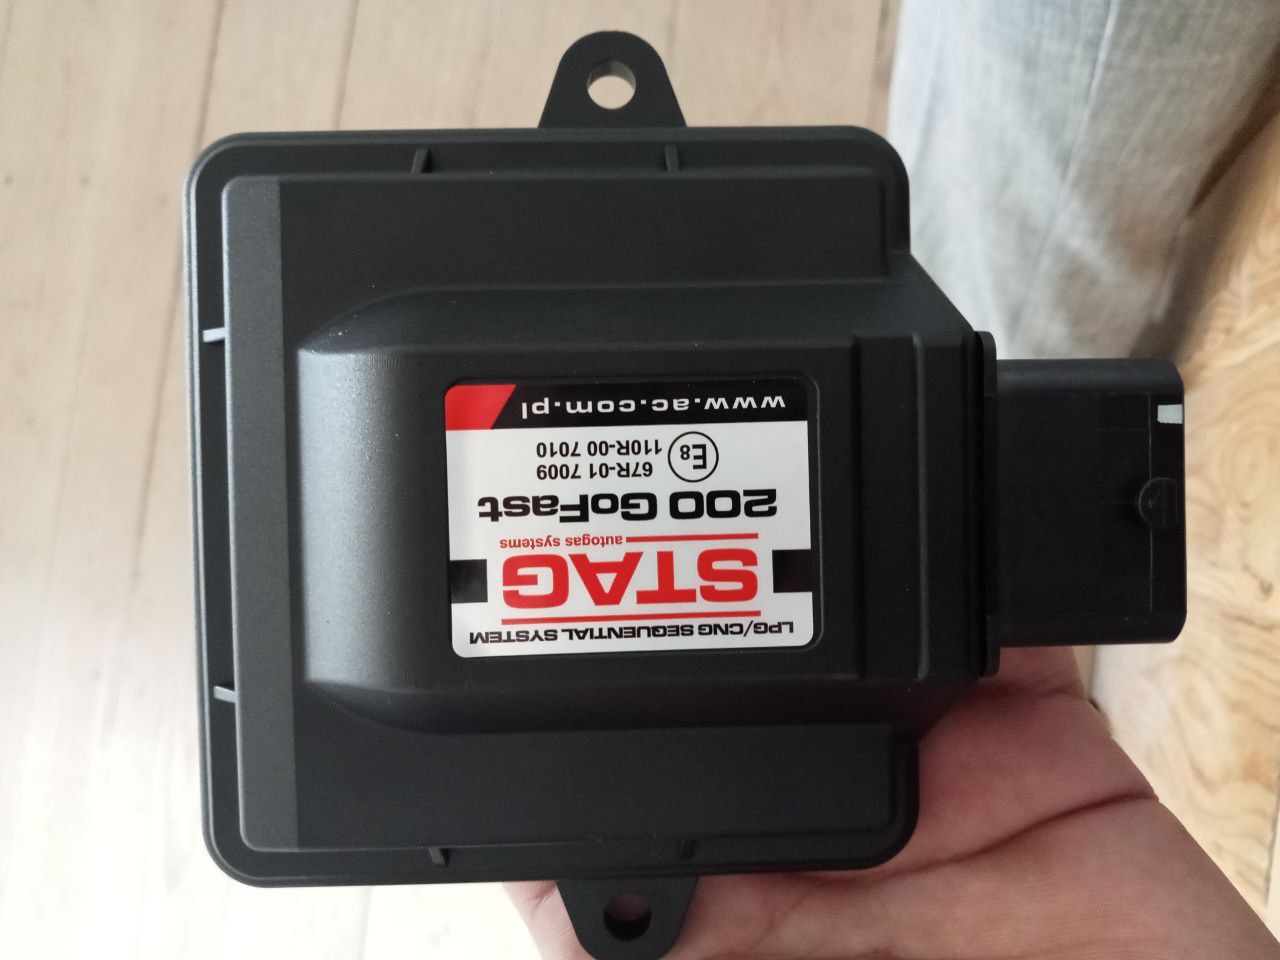 LPG/CNG SEQUENTIAL SYSTEM
STAG
autogas systems
200 GoFast
E8
67R-01 7009
110R-00 7010
www.ac.com.pl